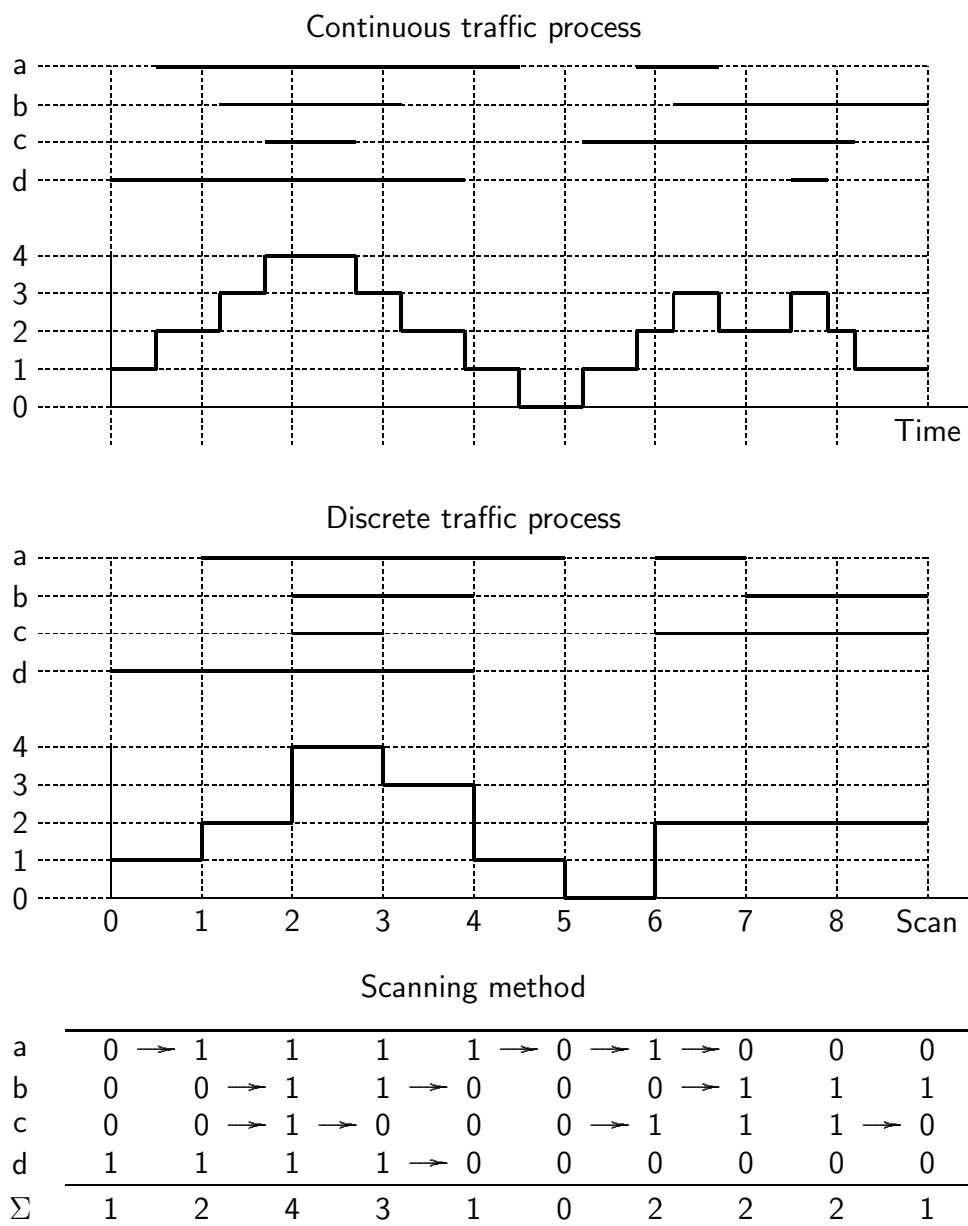 Continuous traffic process
a
b
c
d
4
3
2
1
0
Time
Discrete traffic process
a
b
c
d
4
3
2
1
0
0 1 2 3 4 5 6 7 8 Scan
Scanning method
a 0 → 1 1 1 1 → 0 → 1 → 0 0 0
b 0 0 → 1 1 → 0 0 0 → 1 1 1
c 0 0 → 1 → 0 0 0 → 1 1 1 → 0
d 1 1 1 1 → 0 0 0 0 0 0
Σ 1 2 4 3 1 0 2 2 2 1